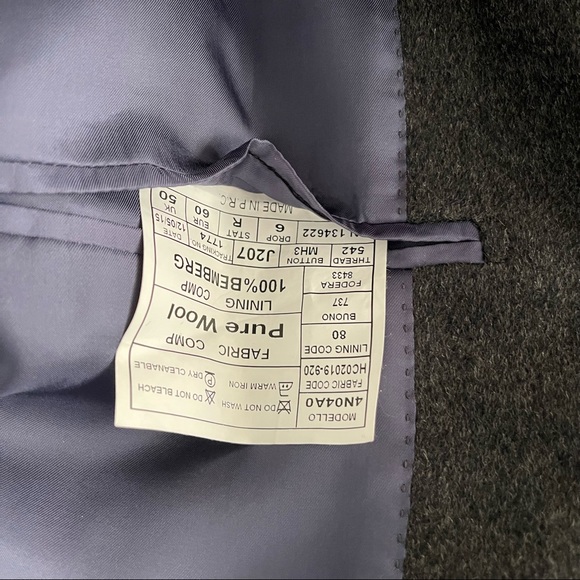 MODELLO
4N04A0
FABRIC CODE
HC02019-920
LINING CODE
80
BUONO
737
FODERA
8433
THREAD
542
BUTTON
MH3
J207
134622
DO NOT WASH
DO NOT BLEACH
WARM IRON
DRY CLEANABLE
FABRIC COMP
Pure Wool
LINING COMP
100%BEMBERG
TRACKING NO
1774
DATE
12/05/15
DROP
6
STAT
R
EUR
60
UK
50
MADE IN P.R.C